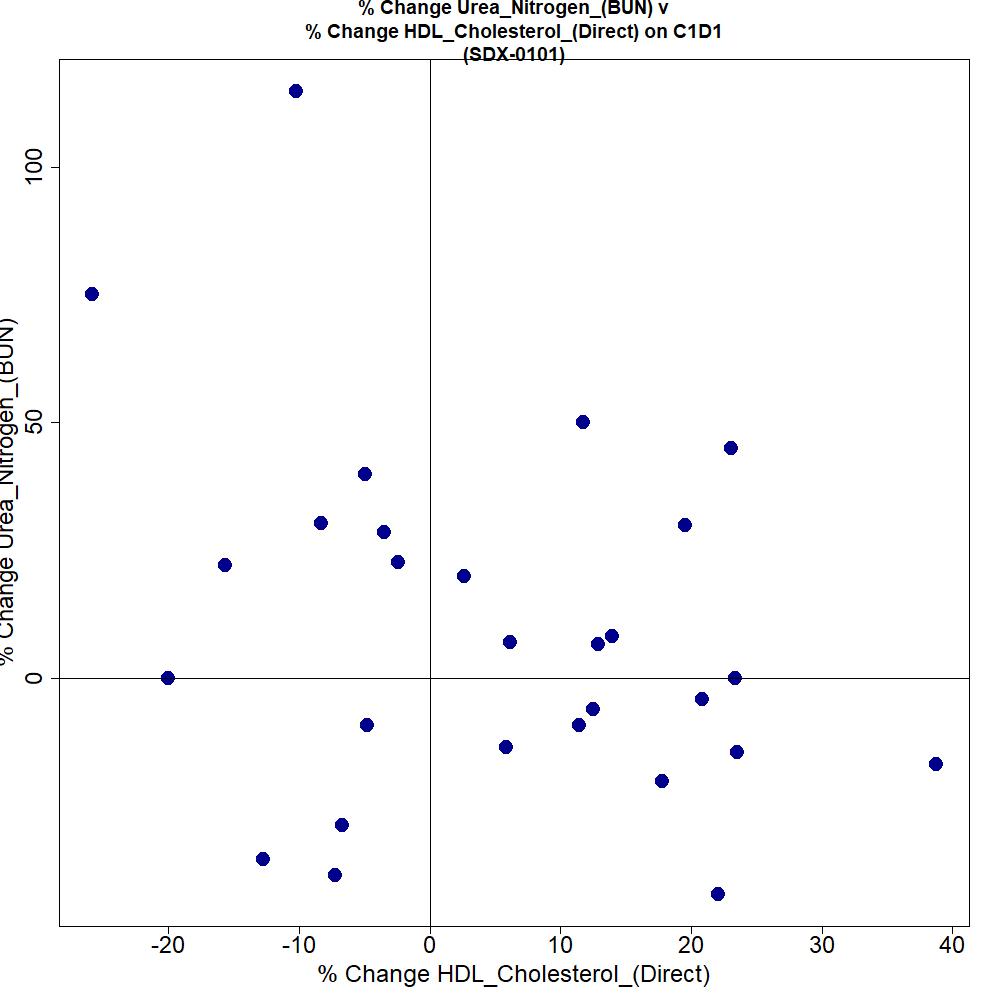 % Change Urea_Nitrogen_(BUN) v
% Change HDL_Cholesterol_(Direct) on C1D1
(SDX-0101)
% Change Urea_Nitrogen_(BUN)
100
50
0
-20 -10 0 10 20 30 40
% Change HDL_Cholesterol_(Direct)